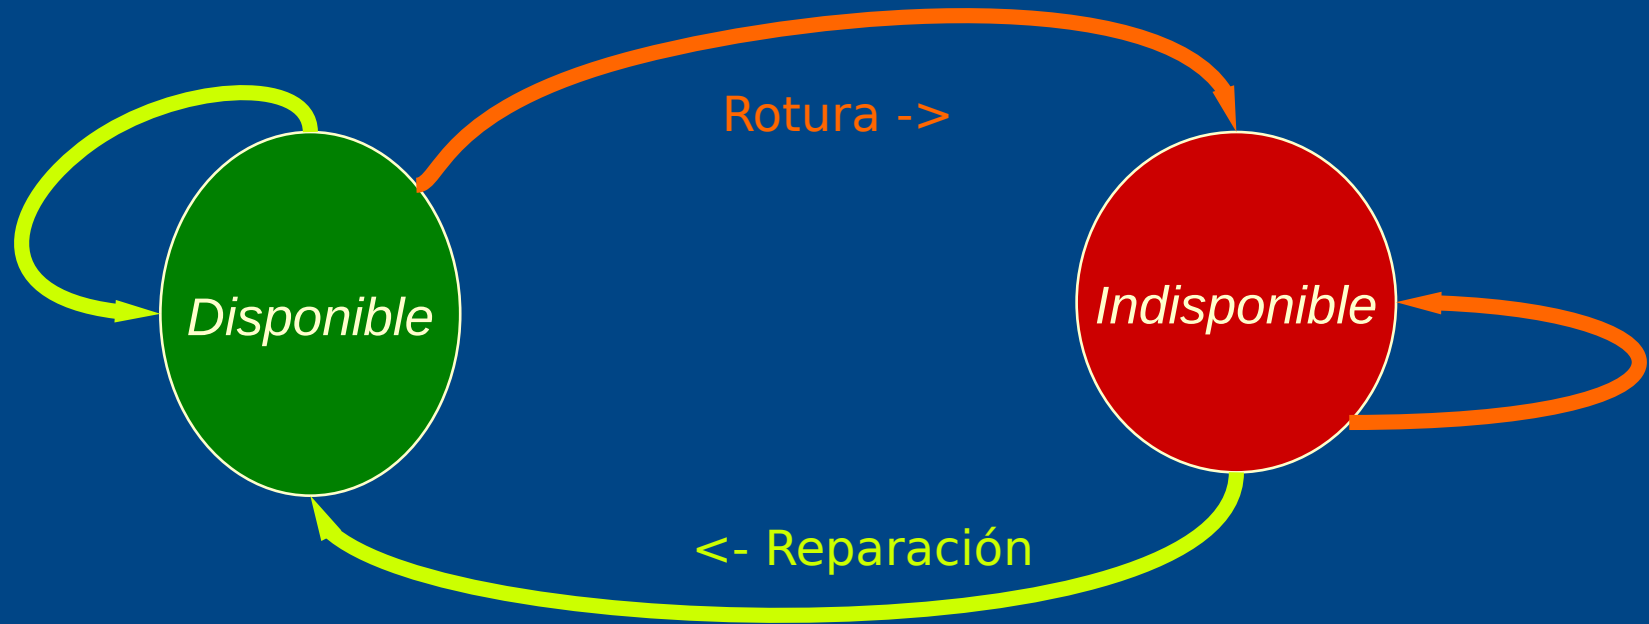 Rotura ->
Disponible
Indisponible
<- Reparación